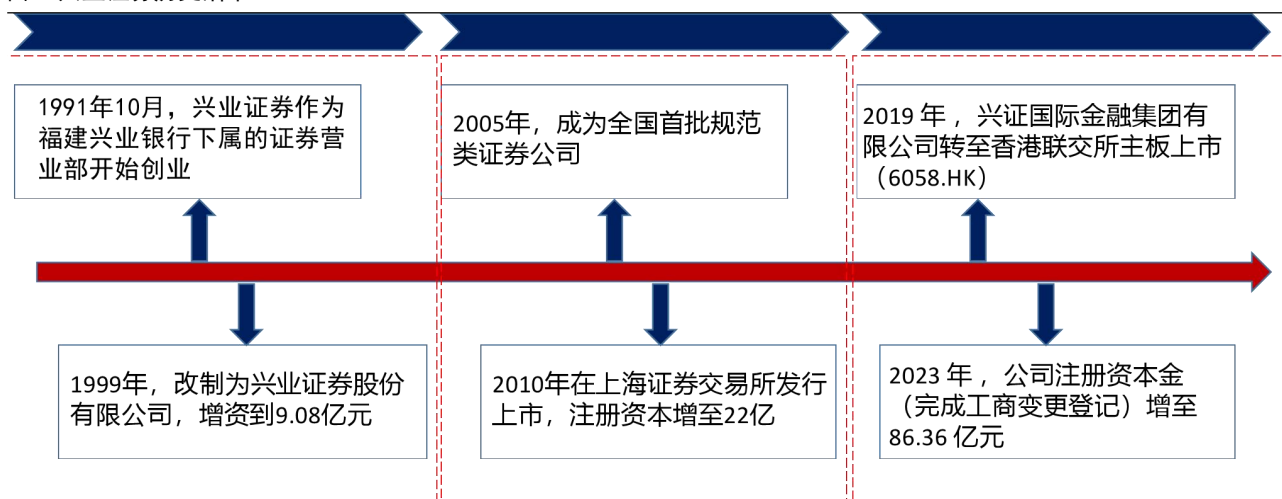 1991年10月，兴业证券作为
福建兴业银行下属的证券营
业部开始创业
2005年，成为全国首批规范
类证券公司
2019 年 ，兴证国际金融集团有
限公司转至香港联交所主板上市
（6058.HK）
1999年，改制为兴业证券股份
有限公司，增资到9.08亿元
2010年在上海证券交易所发行
上市，注册资本增至22亿
2023 年 ，公司注册资本金
（完成工商变更登记）增至
86.36 亿元